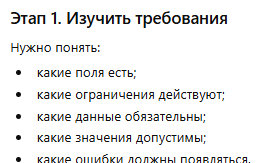 Этап 1. Изучить требования
Нужно понять:
• какие поля есть;
• какие ограничения действуют;
• какие данные обязательны;
• какие значения допустимы;
• какие ошибки должны появляться.